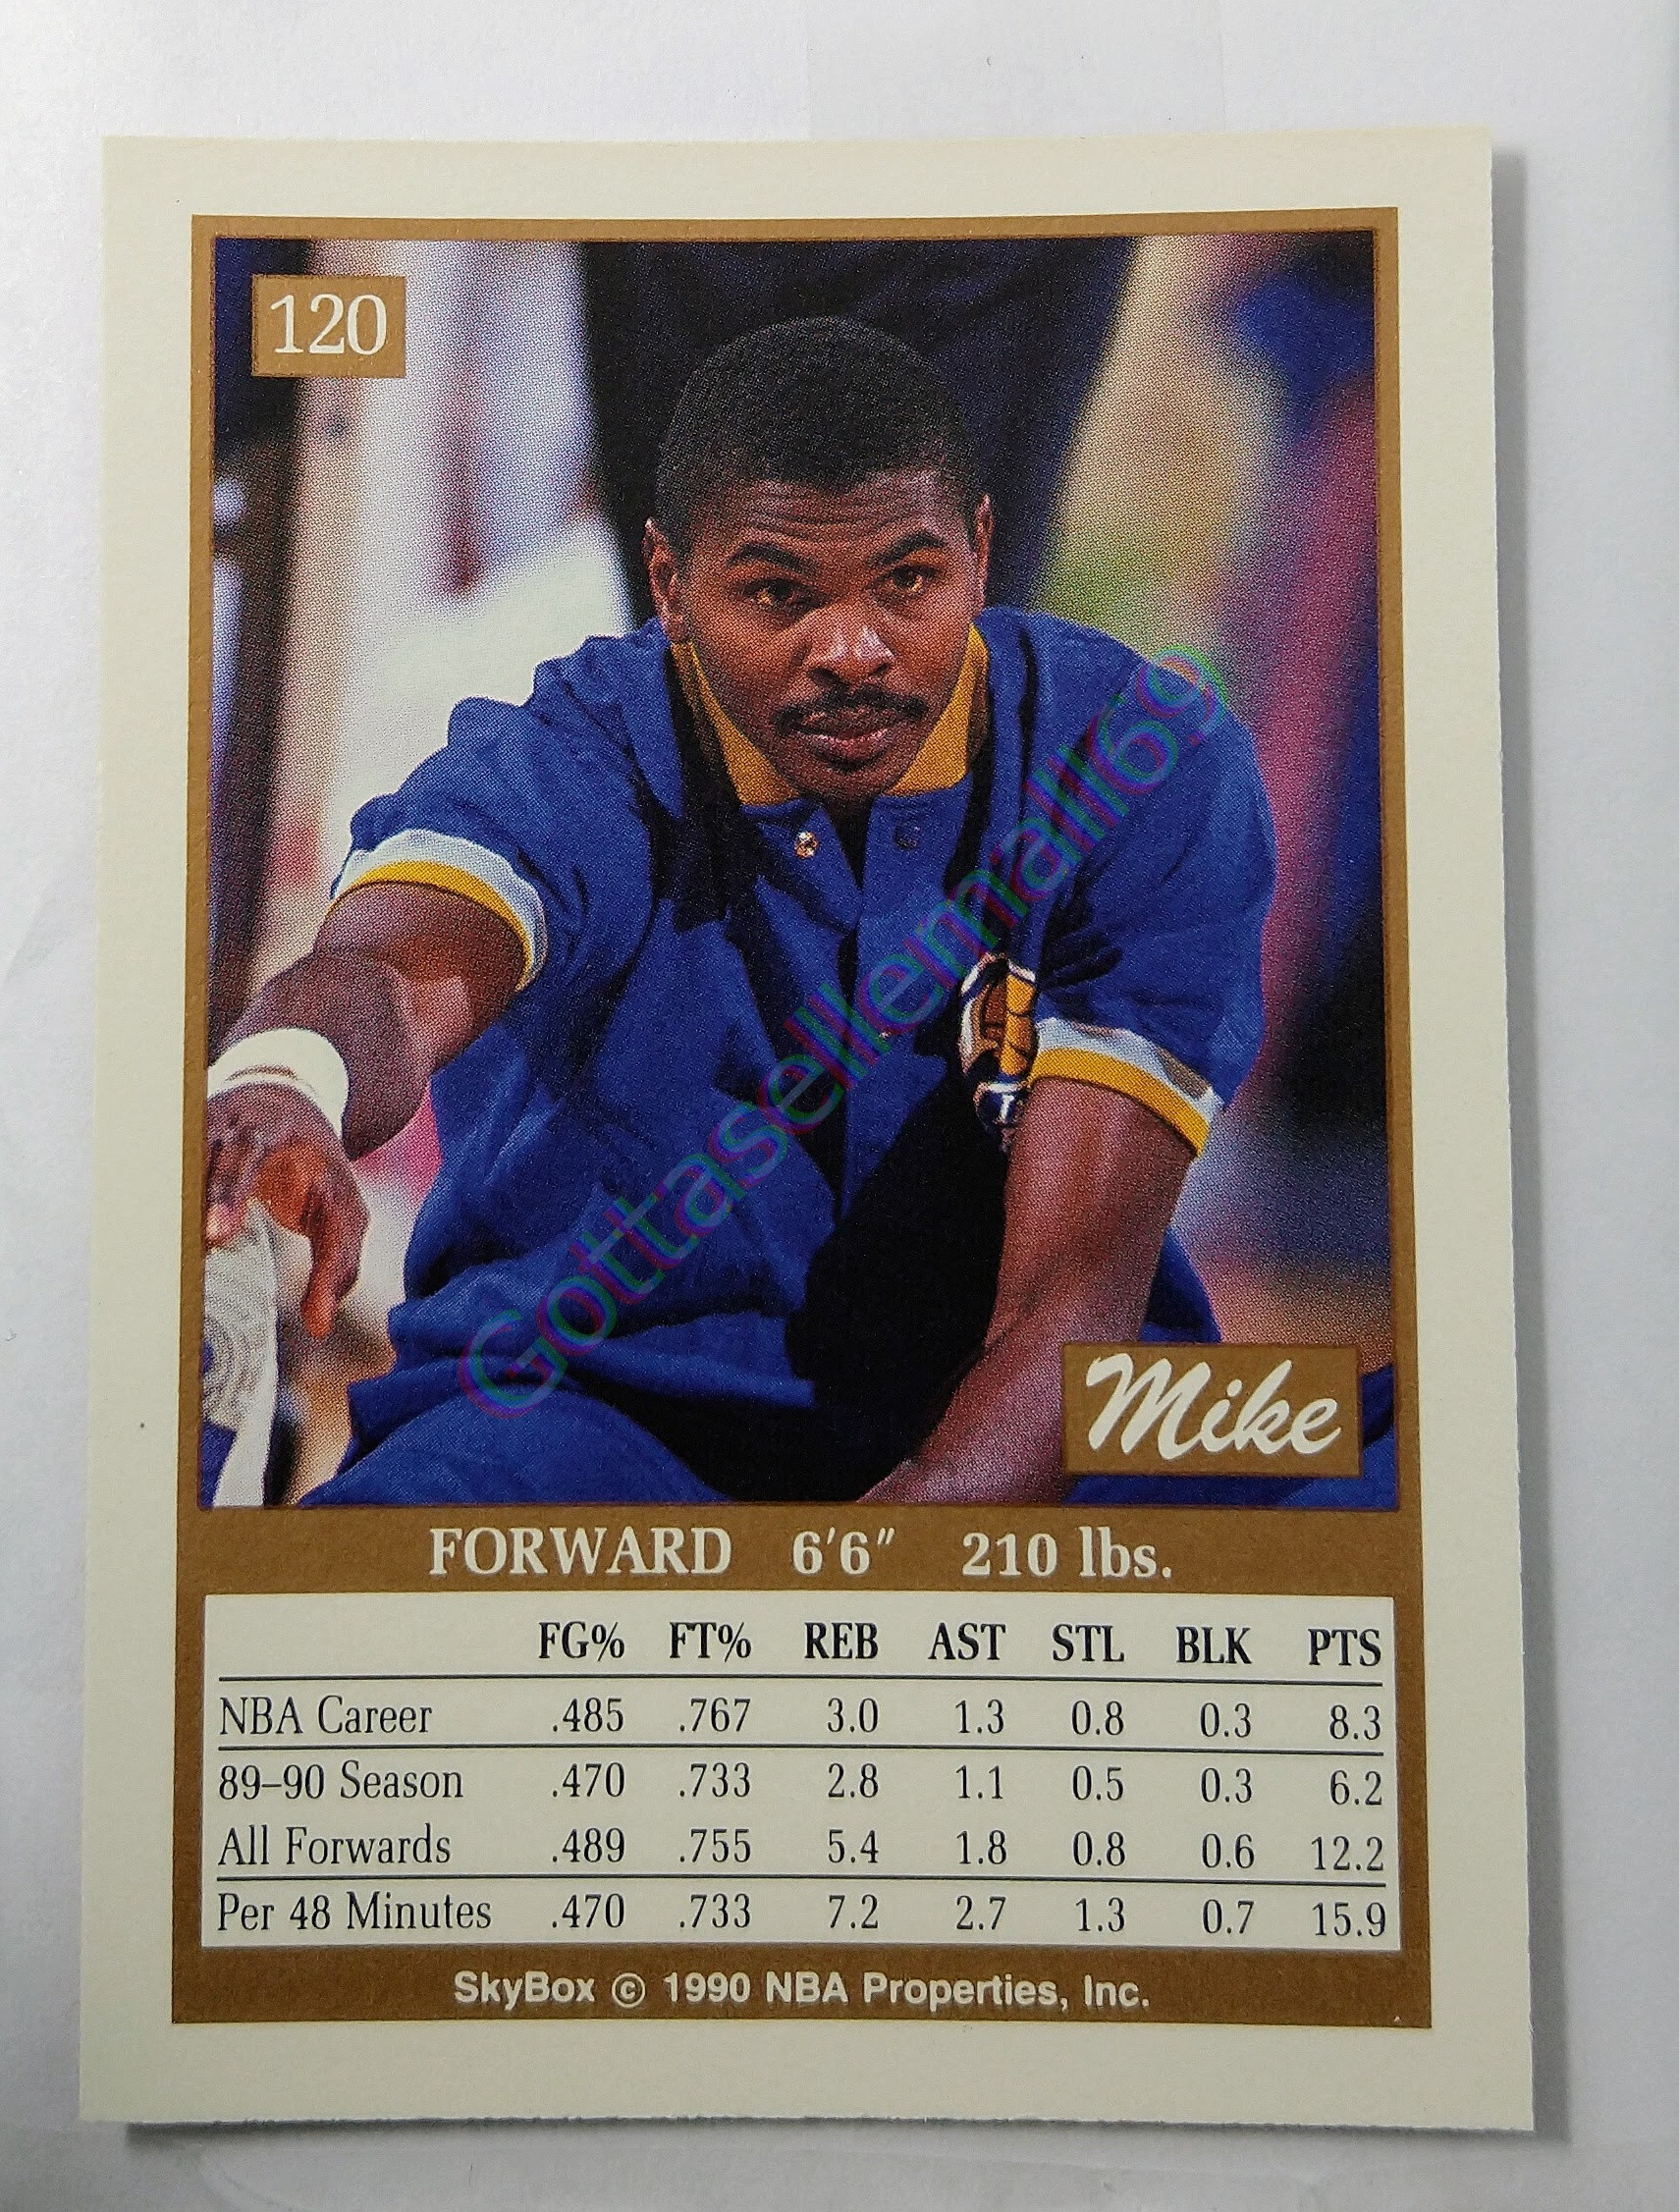 120
Gottasellemall69
Mike
FORWARD 6'6" 210 lbs.
FG% FT% REB AST STL BLK PTS
NBA Career .485 .767 3.0 1.3 0.8 0.3 8.3
89–90 Season .470 .733 2.8 1.1 0.5 0.3 6.2
All Forwards .489 .755 5.4 1.8 0.8 0.6 12.2
Per 48 Minutes .470 .733 7.2 2.7 1.3 0.7 15.9
SkyBox © 1990 NBA Properties, Inc.